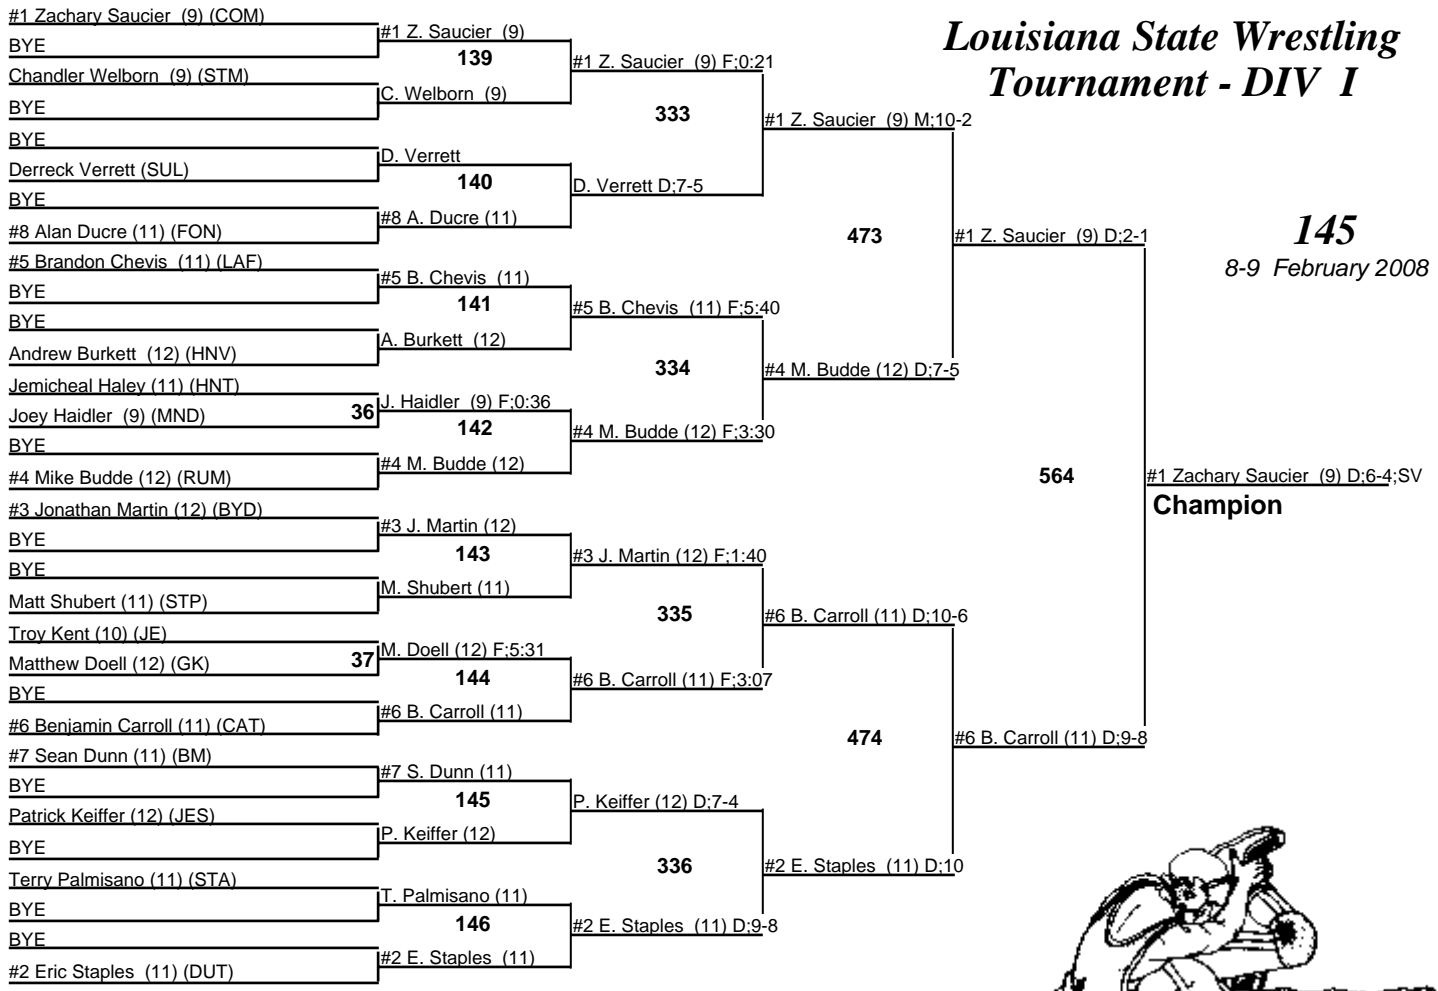 Louisiana State Wrestling
Tournament - DIV I
145
8-9 February 2008
#1 Zachary Saucier (9) (COM)
BYE
Chandler Welborn (9) (STM)
BYE
BYE
Derreck Verrett (SUL)
BYE
#8 Alan Ducre (11) (FON)
#5 Brandon Chevis (11) (LAF)
BYE
BYE
Andrew Burkett (12) (HNV)
Jemicheal Haley (11) (HNT)
Joey Haidler (9) (MND)
36
BYE
#4 Mike Budde (12) (RUM)
#3 Jonathan Martin (12) (BYD)
BYE
BYE
Matt Shubert (11) (STP)
Troy Kent (10) (JE)
Matthew Doell (12) (GK)
37
BYE
#6 Benjamin Carroll (11) (CAT)
#7 Sean Dunn (11) (BM)
BYE
Patrick Keiffer (12) (JES)
BYE
Terry Palmisano (11) (STA)
BYE
BYE
#2 Eric Staples (11) (DUT)
#1 Z. Saucier (9)
139
C. Welborn (9)
D. Verrett
140
#8 A. Ducre (11)
#5 B. Chevis (11)
141
A. Burkett (12)
J. Haidler (9) F;0:36
142
#4 M. Budde (12)
#3 J. Martin (12)
143
M. Shubert (11)
M. Doell (12) F;5:31
144
#6 B. Carroll (11)
#7 S. Dunn (11)
145
P. Keiffer (12)
T. Palmisano (11)
146
#2 E. Staples (11)
#1 Z. Saucier (9) F;0:21
333
D. Verrett D;7-5
#5 B. Chevis (11) F;5:40
334
#4 M. Budde (12) F;3:30
#3 J. Martin (12) F;1:40
335
#6 B. Carroll (11) F;3:07
P. Keiffer (12) D;7-4
336
#2 E. Staples (11) D;9-8
#1 Z. Saucier (9) M;10-2
473
#4 M. Budde (12) D;7-5
#6 B. Carroll (11) D;10-6
474
#2 E. Staples (11) D;10
#1 Z. Saucier (9) D;2-1
564
#6 B. Carroll (11) D;9-8
#1 Zachary Saucier (9) D;6-4;SV
Champion